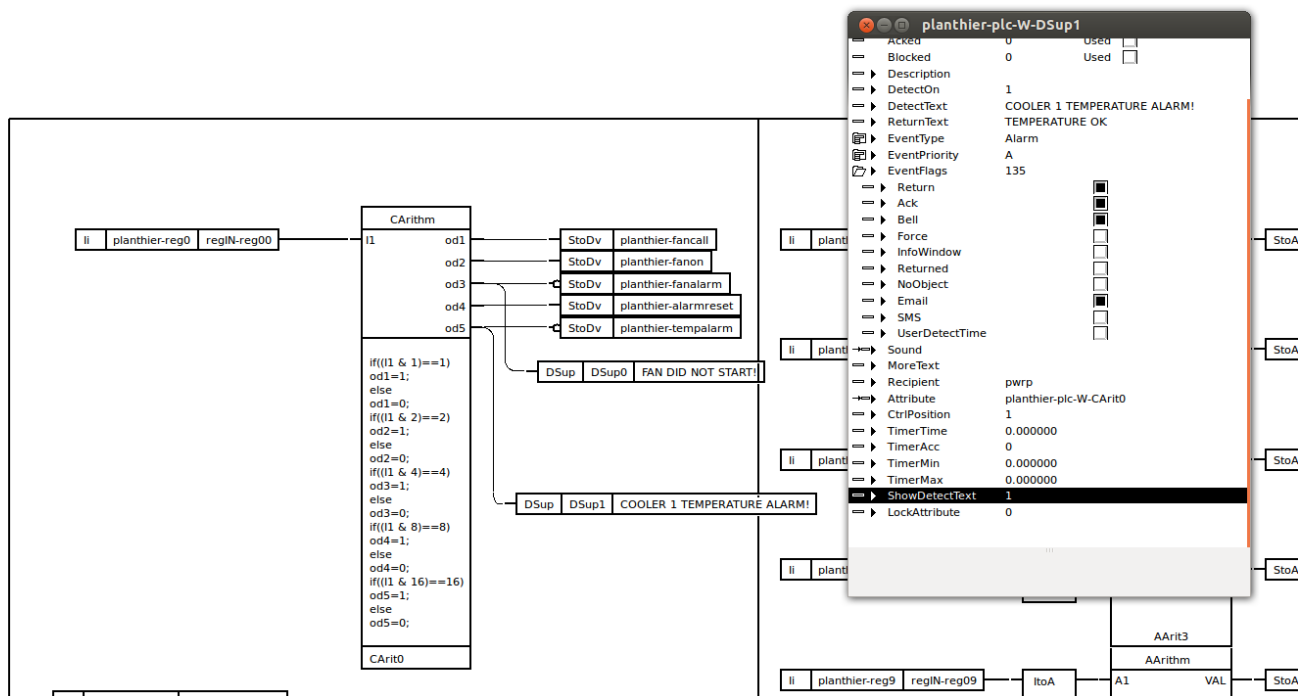 planthier-plc-W-DSup1
Acked 0 Used
Blocked 0 Used
Description
DetectOn 1
DetectText COOLER 1 TEMPERATURE ALARM!
ReturnText TEMPERATURE OK
EventType Alarm
EventPriority A
EventFlags 135
Return
Ack
Bell
Force
InfoWindow
Returned
NoObject
Email
SMS
UserDetectTime
Sound
MoreText
Recipient pwrp
Attribute planthier-plc-W-CArit0
CtrlPosition 1
TimerTime 0.000000
TimerAcc 0
TimerMin 0.000000
TimerMax 0.000000
ShowDetectText 1
LockAttribute 0
CArithm
Ii planthier-reg0 regIN-reg00
I1 od1
od2
od3
od4
od5
StoDv planthier-fancall
StoDv planthier-fanon
StoDv planthier-fanalarm
StoDv planthier-alarmreset
StoDv planthier-tempalarm
DSup DSup0 FAN DID NOT START!
DSup DSup1 COOLER 1 TEMPERATURE ALARM!
if((I1 & 1)==1)
od1=1;
else
od1=0;
if((I1 & 2)==2)
od2=1;
else
od2=0;
if((I1 & 4)==4)
od3=1;
else
od3=0;
if((I1 & 8)==8)
od4=1;
else
od4=0;
if((I1 & 16)==16)
od5=1;
else
od5=0;
CArit0
Ii plant StoA
Ii plant StoA
Ii plant StoA
Ii plant StoA
AArit3
AArithm
Ii planthier-reg9 regIN-reg09 ItoA A1 VAL StoA